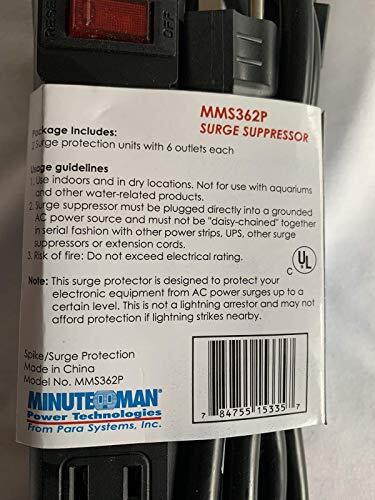 RESET
OFF
MMS362P
SURGE SUPPRESSOR
Package Includes:
2 Surge protection units with 6 outlets each
Usage guidelines
1. Use indoors and in dry locations. Not for use with aquariums
and other water-related products.
2. Surge suppressor must be plugged directly into a grounded
AC power source and must not be "daisy-chained" together
in serial fashion with other power strips, UPS, other surge
suppressors or extension cords.
3. Risk of fire: Do not exceed electrical rating.
C UL
Note: This surge protector is designed to protect your
electronic equipment from AC power surges up to a
certain level. This is not a lightning arrestor and may not
afford protection if lightning strikes nearby.
Spike/Surge Protection
Made in China
Model No. MMS362P
MINUTEMAN
Power Technologies
From Para Systems, Inc.
7 84755 15335 7